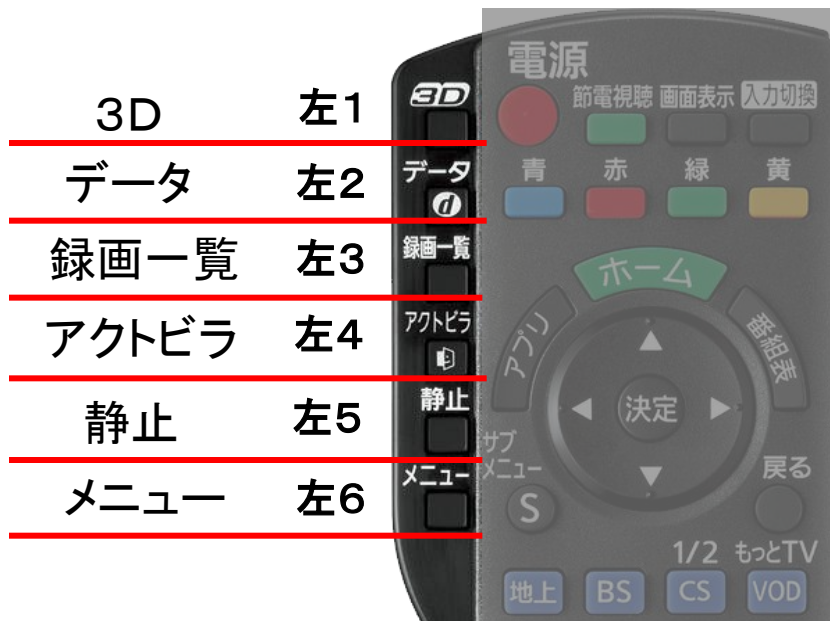 電源
3D 左1 3D 節電視聴 画面表示 入力切換
データ 左2 データ 青 赤 緑 黄
d
録画一覧 左3 録画一覧
ホーム
アクトビラ 左4 アクトビラ アプリ 番組表
静止 左5 静止 決定
サブメニュー 戻る
メニュー 左6 メニュー S
1/2 もっとTV
地上 BS CS VOD